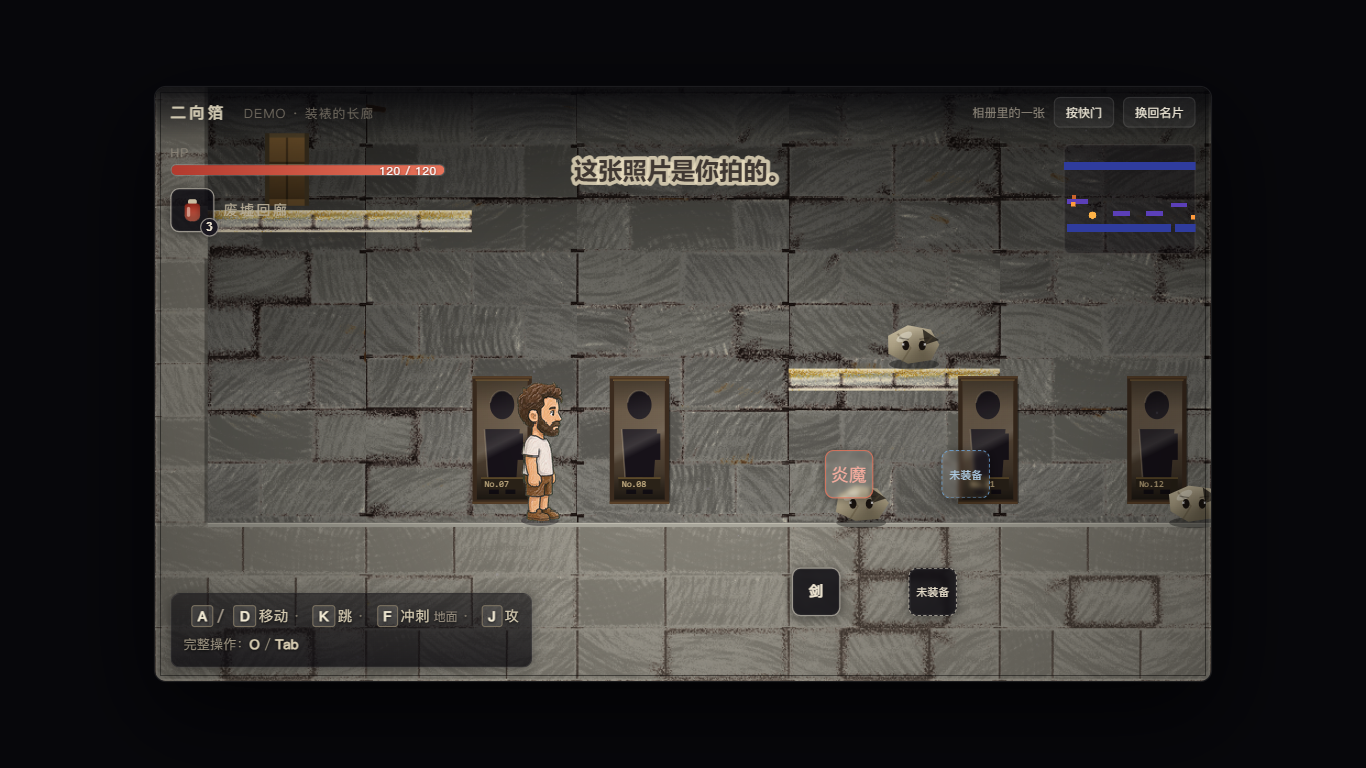 二向箔 DEMO · 装裱的长廊
相册里的一张 按快门 换回名片
HP
120 / 120
这张照片是你拍的。
3 废墟回廊
炎魔 未装备
No.07 No.08 No.12
剑 未装备
A / D 移动 · K 跳 · F 冲刺 地面 · J 攻
完整操作: O / Tab